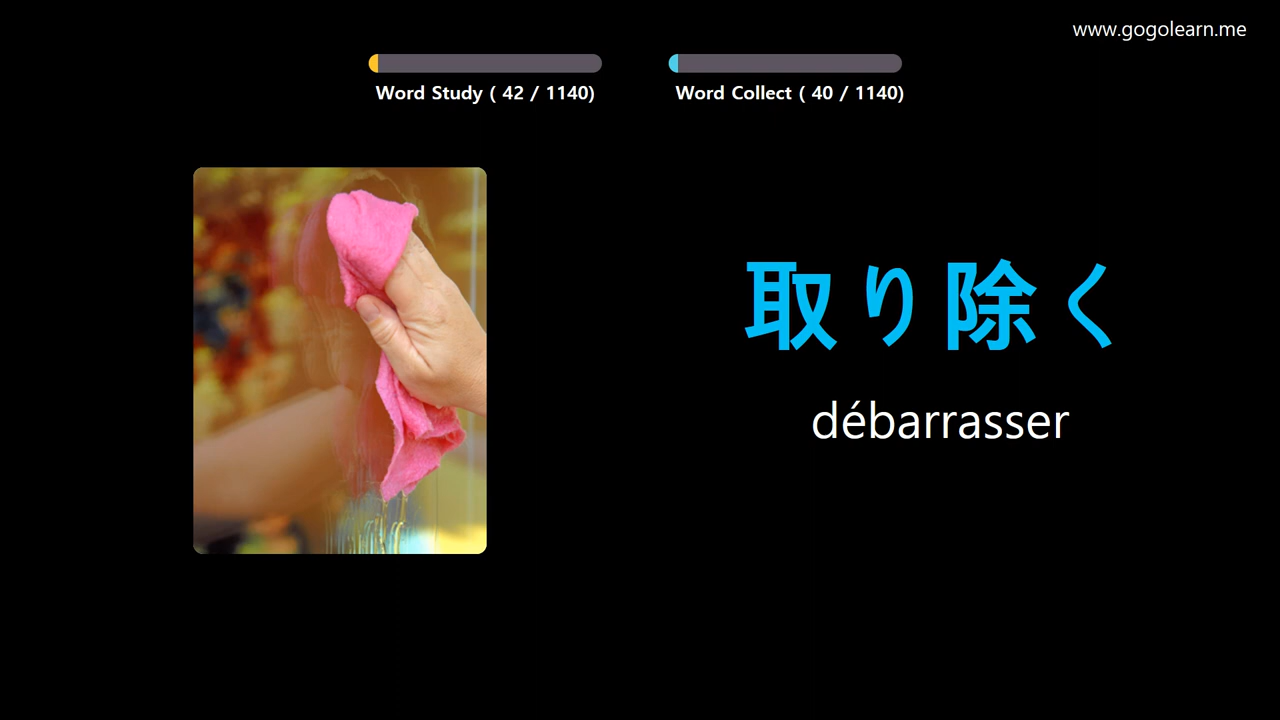 www.gogolearn.me
Word Study ( 42 / 1140)
Word Collect ( 40 / 1140)
取り除く
débarrasser